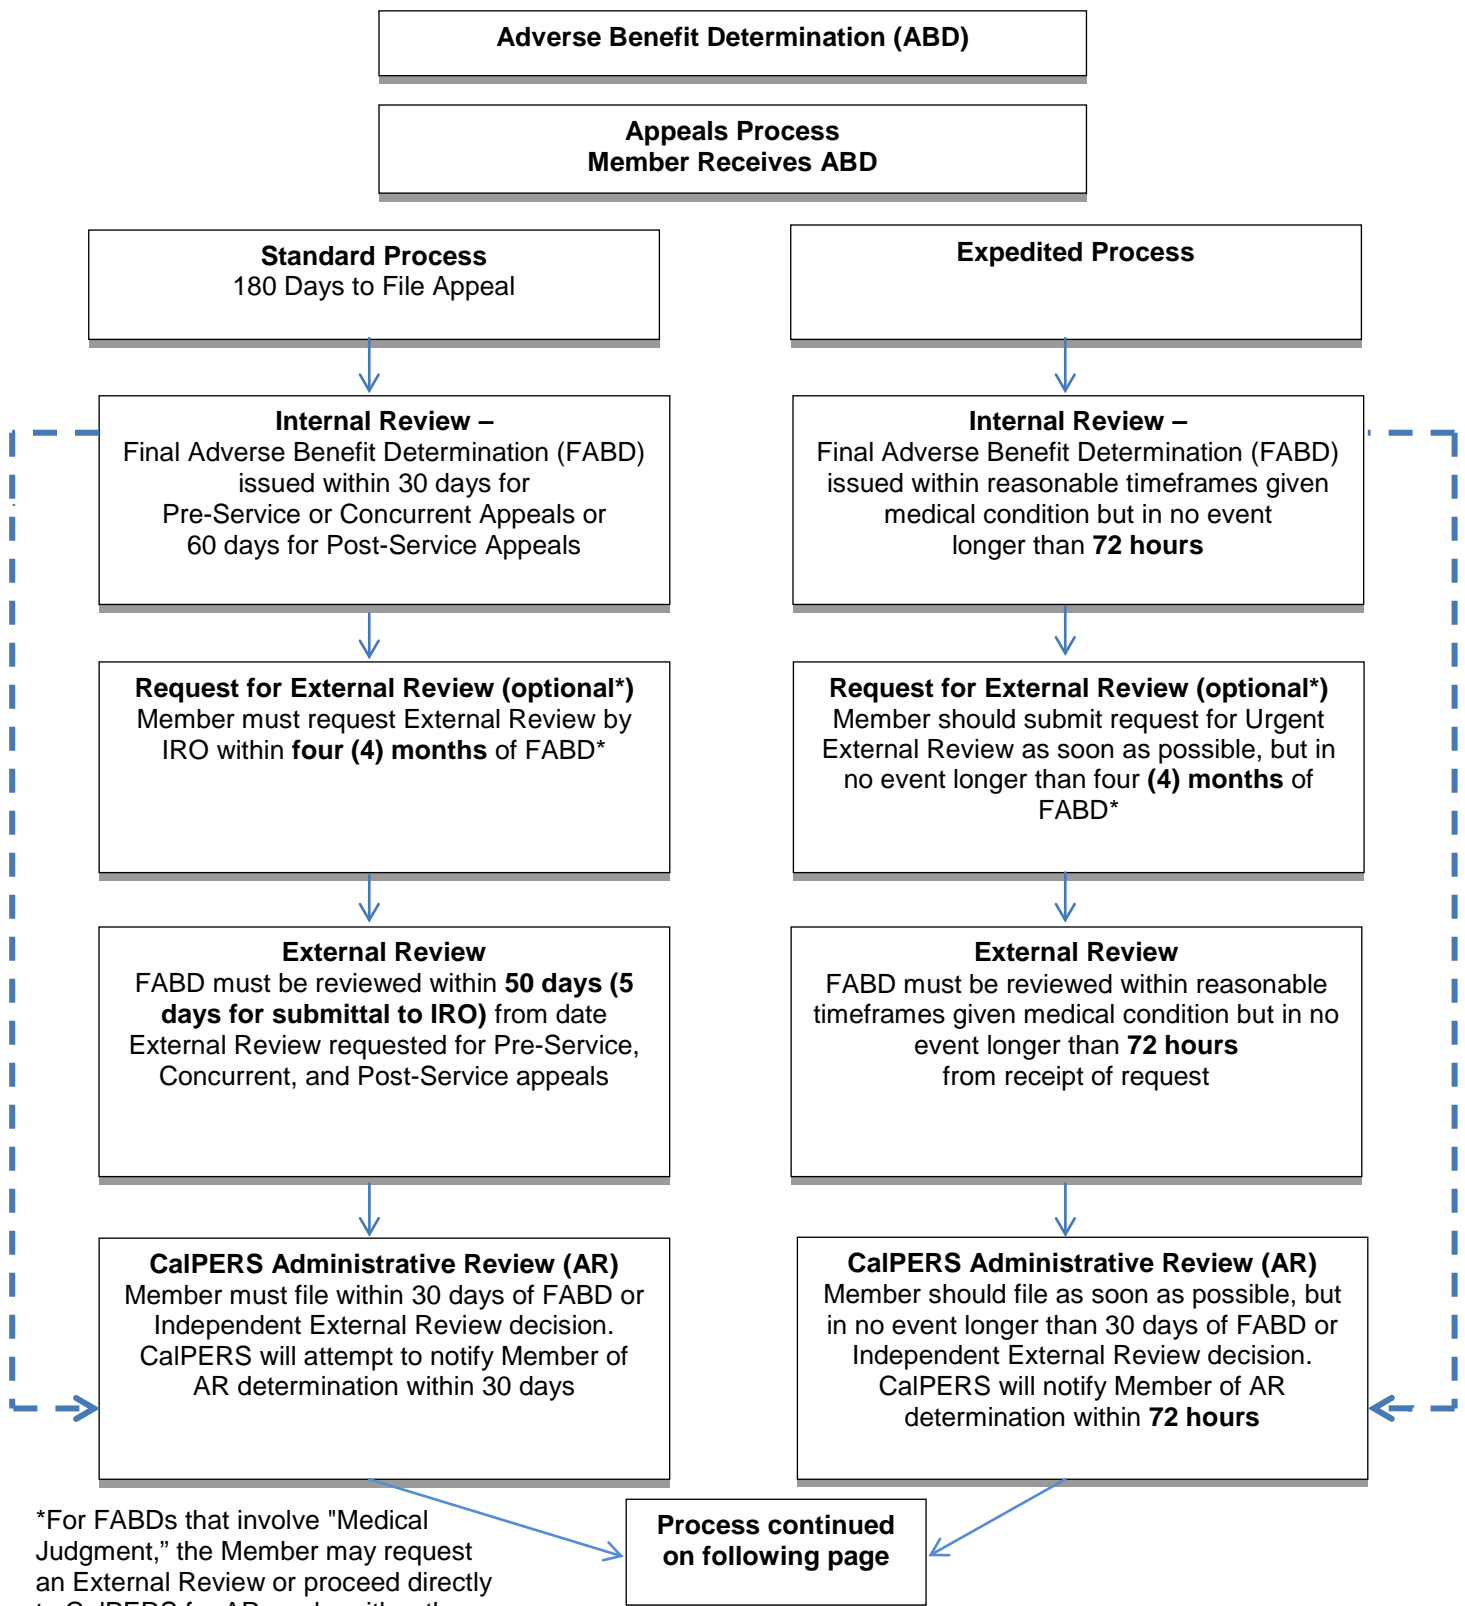 Adverse Benefit Determination (ABD)
Appeals Process
Member Receives ABD
Standard Process
180 Days to File Appeal
Expedited Process
Internal Review –
Final Adverse Benefit Determination (FABD)
issued within 30 days for
Pre-Service or Concurrent Appeals or
60 days for Post-Service Appeals
Internal Review –
Final Adverse Benefit Determination (FABD)
issued within reasonable timeframes given
medical condition but in no event
longer than 72 hours
Request for External Review (optional*)
Member must request External Review by
IRO within four (4) months of FABD*
Request for External Review (optional*)
Member should submit request for Urgent
External Review as soon as possible, but in
no event longer than four (4) months of
FABD*
External Review
FABD must be reviewed within 50 days (5
days for submittal to IRO) from date
External Review requested for Pre-Service,
Concurrent, and Post-Service appeals
External Review
FABD must be reviewed within reasonable
timeframes given medical condition but in no
event longer than 72 hours
from receipt of request
CalPERS Administrative Review (AR)
Member must file within 30 days of FABD or
Independent External Review decision.
CalPERS will attempt to notify Member of
AR determination within 30 days
CalPERS Administrative Review (AR)
Member should file as soon as possible, but
in no event longer than 30 days of FABD or
Independent External Review decision.
CalPERS will notify Member of AR
determination within 72 hours
Process continued
on following page
*For FABDs that involve "Medical
Judgment,” the Member may request
an External Review or proceed directly